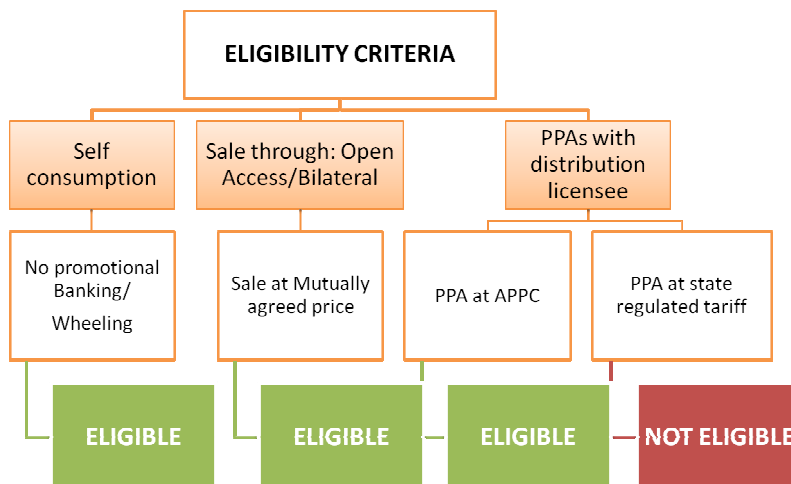 ELIGIBILITY CRITERIA
Self
consumption
Sale through: Open
Access/Bilateral
PPAs with
distribution
licensee
No promotional
Banking/
Wheeling
Sale at Mutually
agreed price
PPA at APPC
PPA at state
regulated tariff
ELIGIBLE
ELIGIBLE
ELIGIBLE
NOT ELIGIBLE